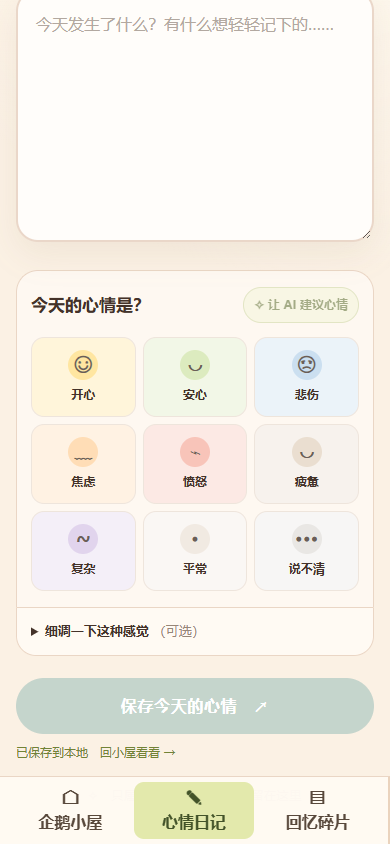 今天发生了什么？有什么想轻轻记下的……
今天的心情是?
✧ 让 AI 建议心情
开心
安心
悲伤
焦虑
愤怒
疲惫
复杂
平常
说不清
▶ 细调一下这种感觉 （可选）
保存今天的心情 ↗
已保存到本地 回小屋看看 →
企鹅小屋
心情日记
回忆碎片